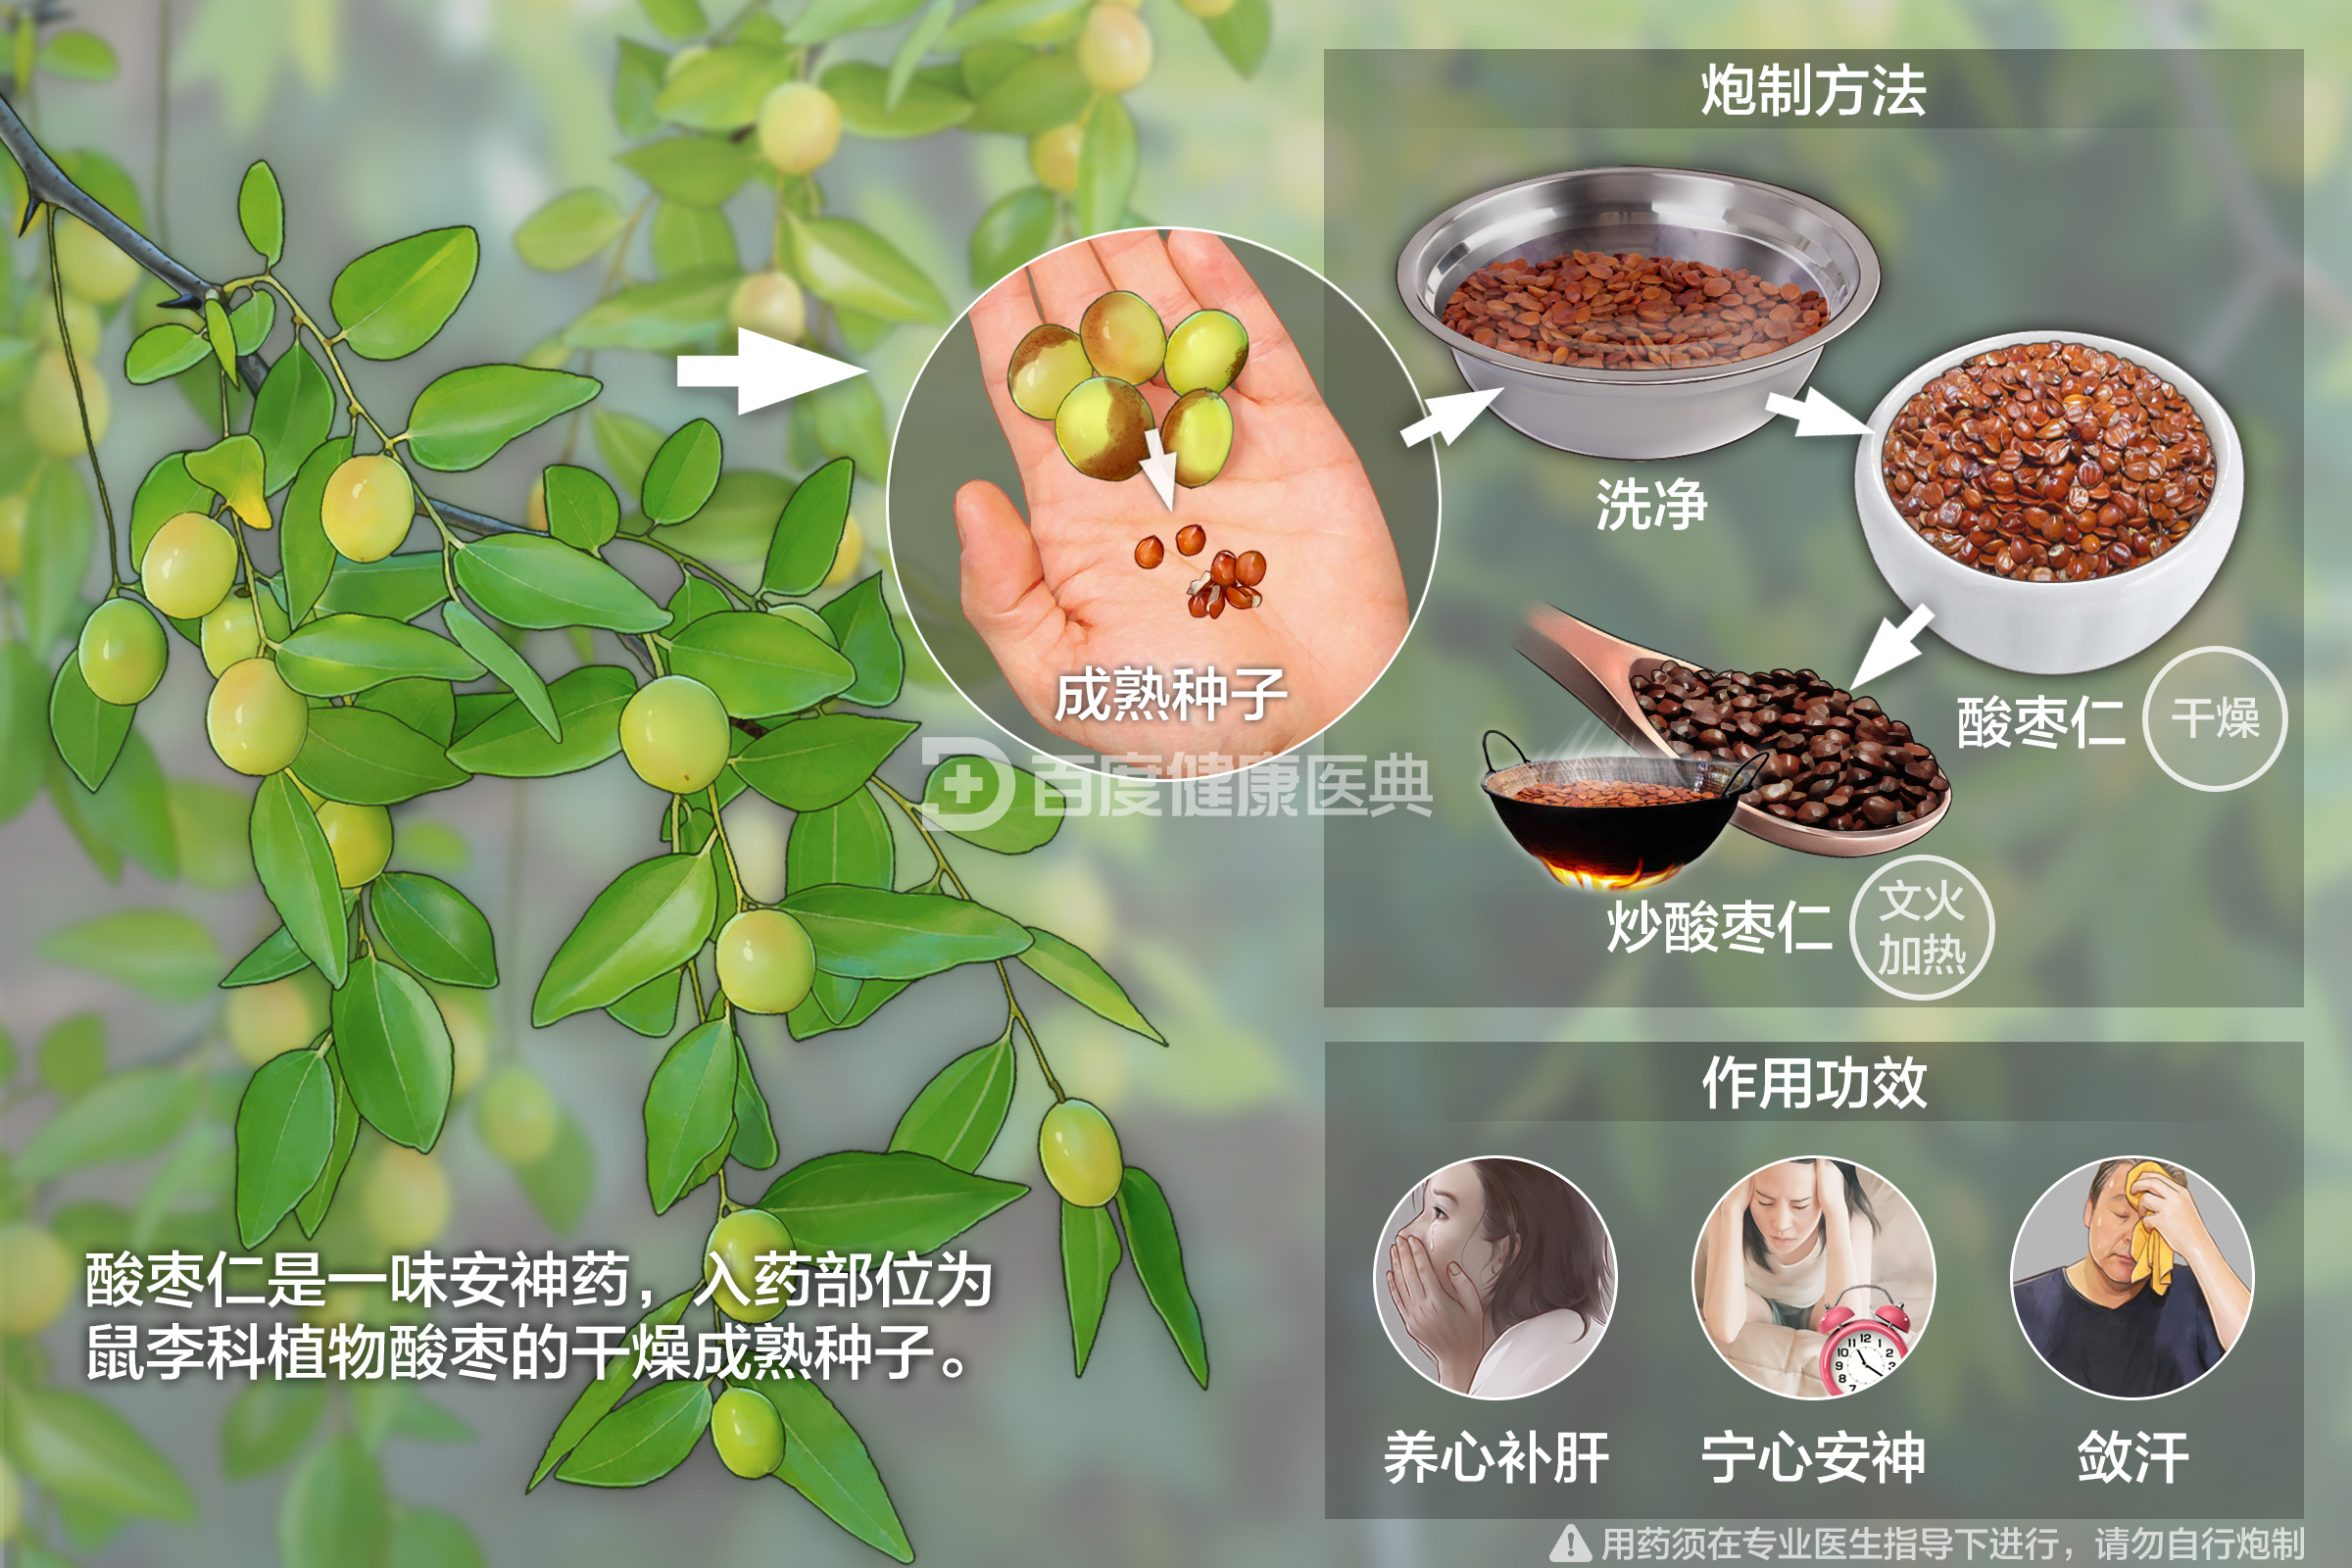 炮制方法
洗净
成熟种子
酸枣仁
干燥
炒酸枣仁
文火
加热
百度健康医典
作用功效
养心补肝
宁心安神
敛汗
酸枣仁是一味安神药，入药部位为
鼠李科植物酸枣的干燥成熟种子。
用药须在专业医生指导下进行，请勿自行炮制